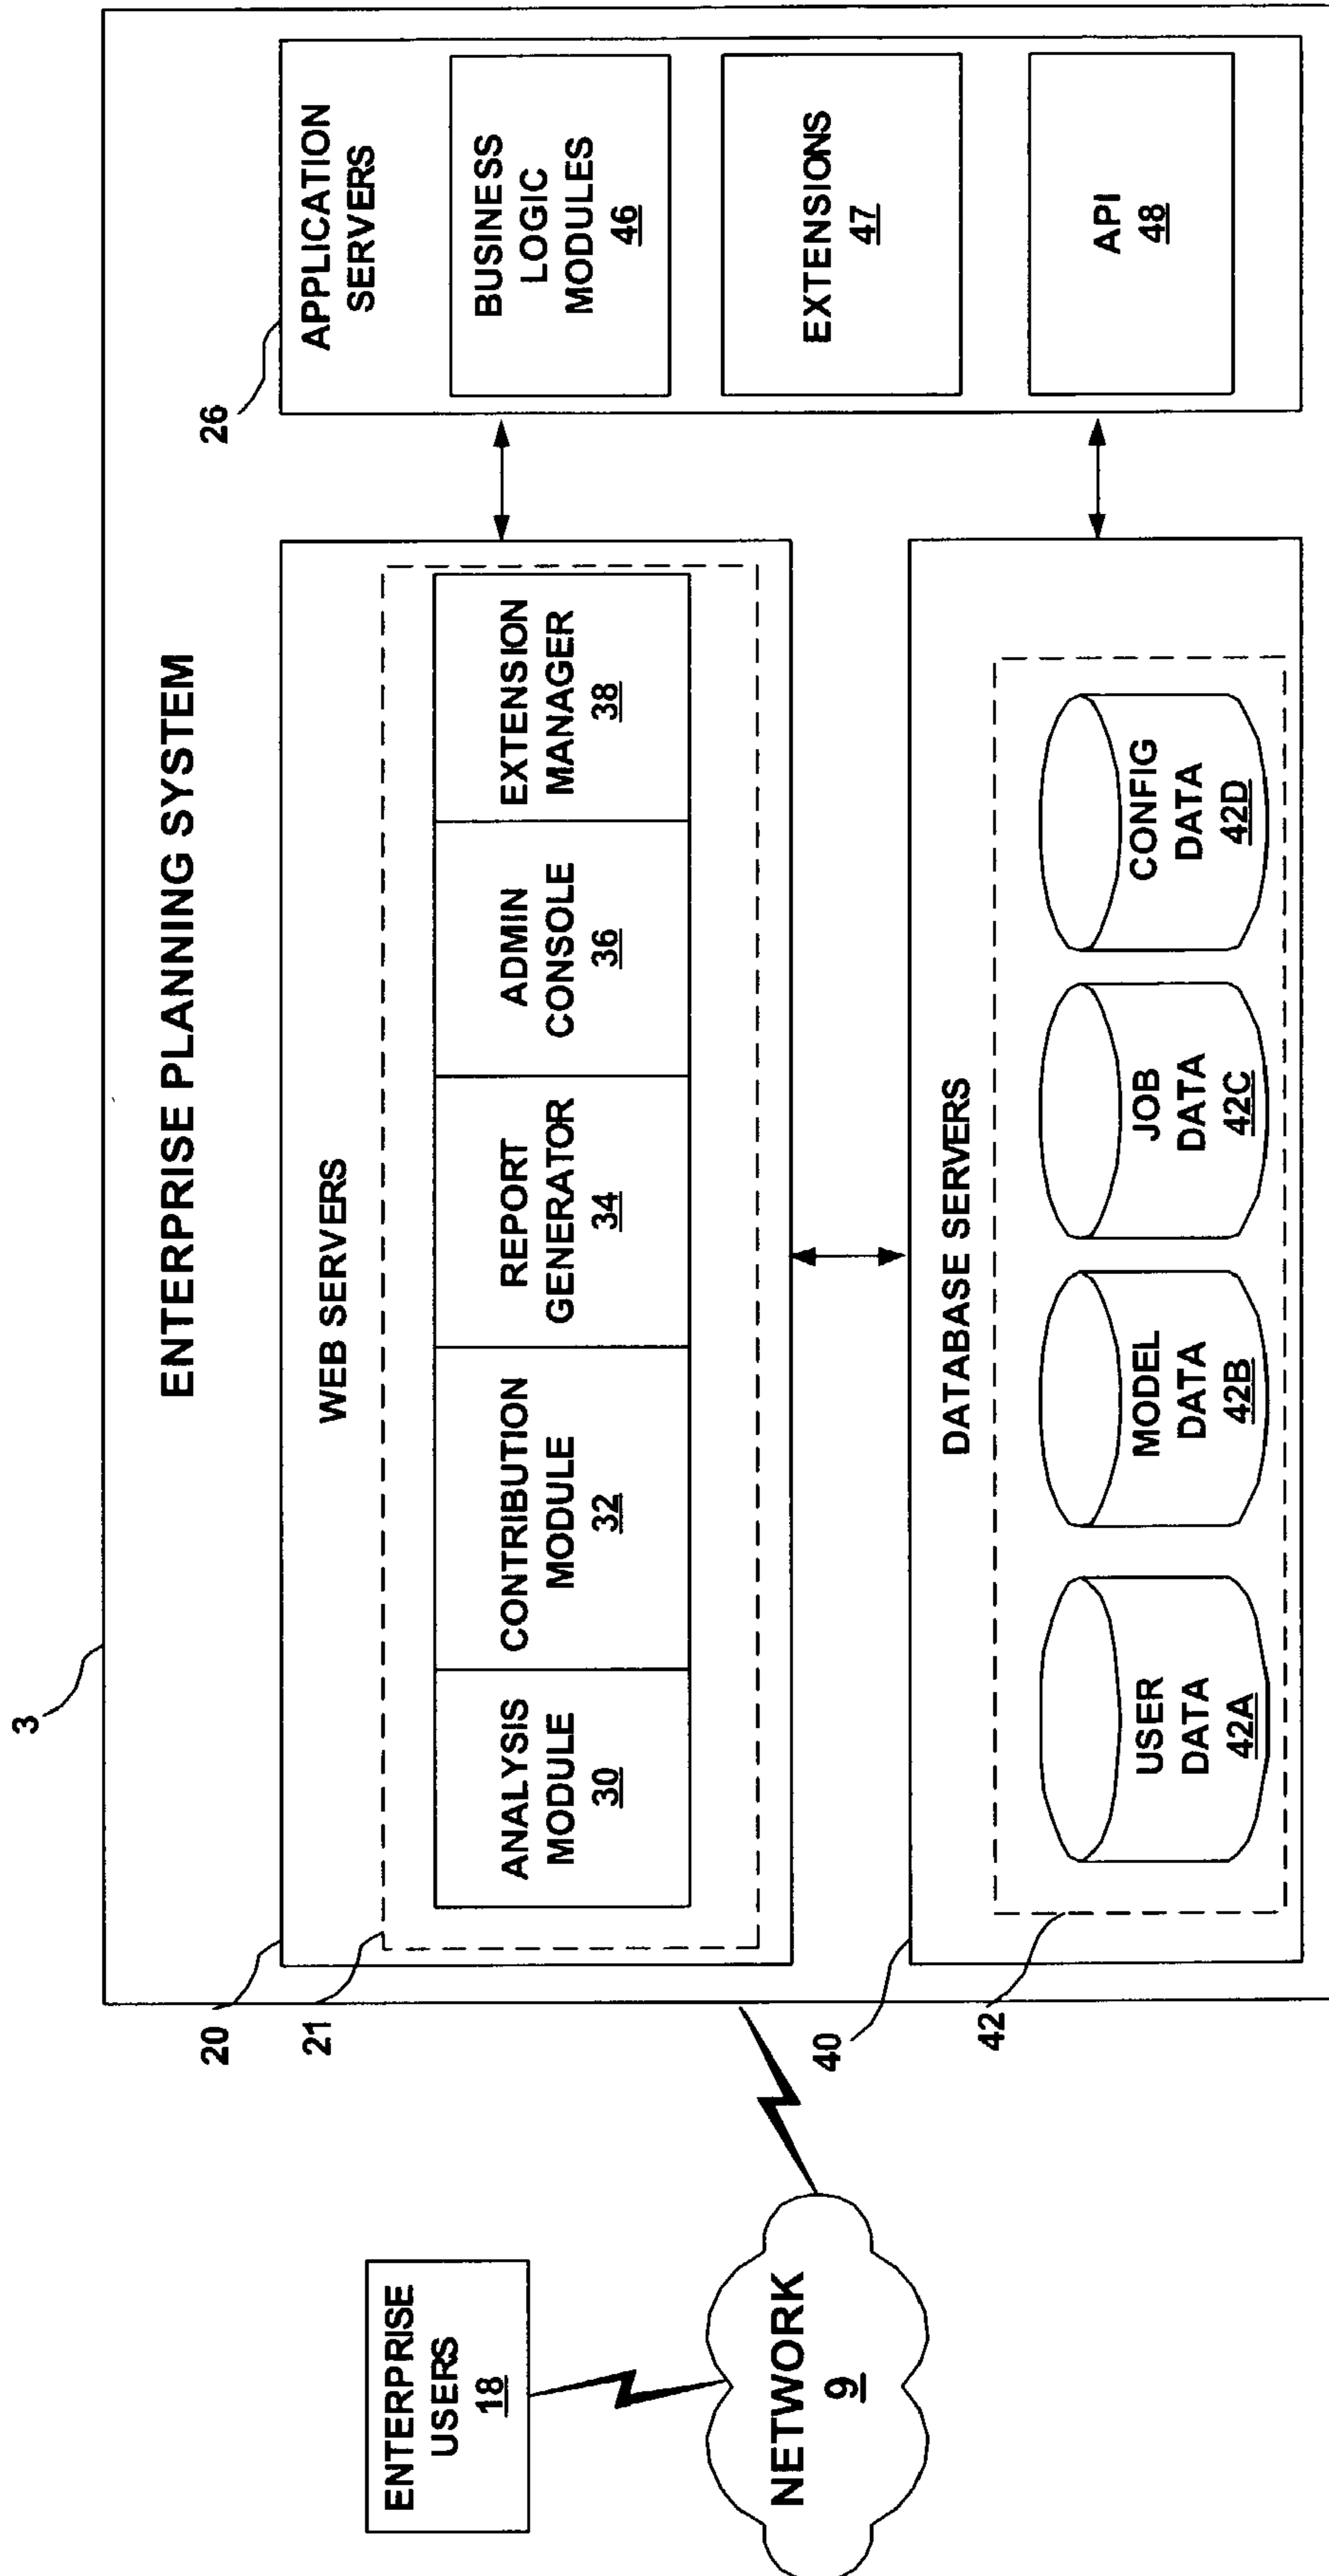 3
ENTERPRISE PLANNING SYSTEM
20
21
WEB SERVERS
ANALYSIS
MODULE
30
CONTRIBUTION
MODULE
32
REPORT
GENERATOR
34
ADMIN
CONSOLE
36
EXTENSION
MANAGER
38
26
APPLICATION
SERVERS
BUSINESS
LOGIC
MODULES
46
EXTENSIONS
47
API
48
ENTERPRISE
USERS
18
NETWORK
9
40
42
DATABASE SERVERS
USER
DATA
42A
MODEL
DATA
42B
JOB
DATA
42C
CONFIG
DATA
42D